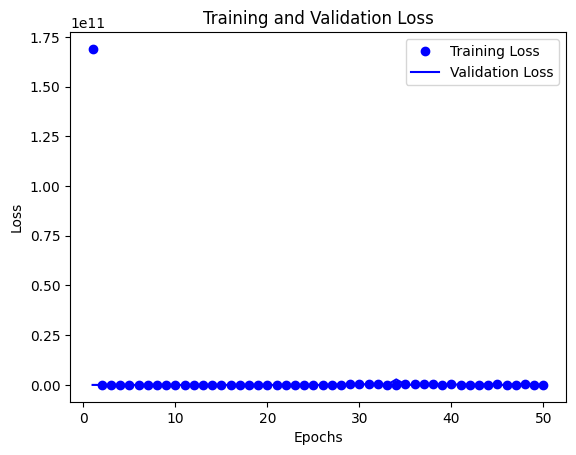 Training and Validation Loss
1e11
1.75
1.50
1.25
1.00
0.75
0.50
0.25
0.00
Loss
Training Loss
Validation Loss
0 10 20 30 40 50
Epochs